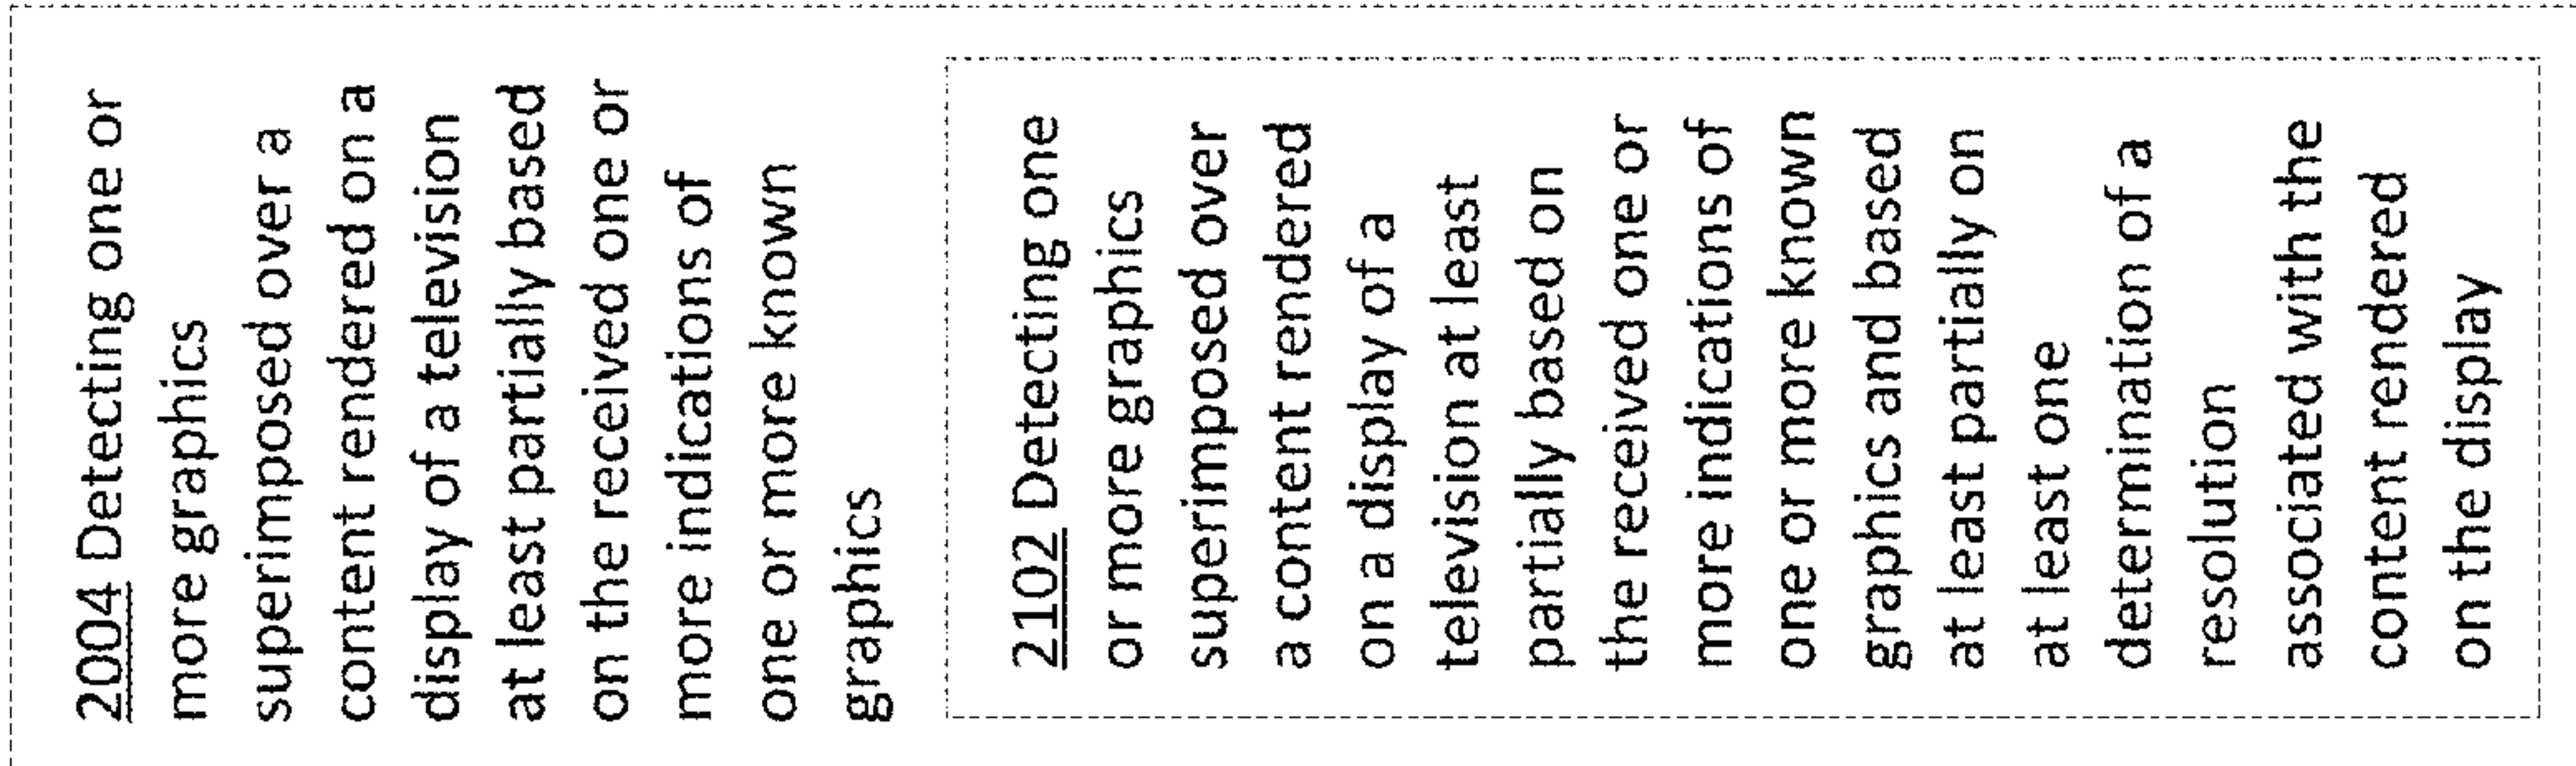 2004 Detecting one or
more graphics
superimposed over a
content rendered on a
display of a television
at least partially based
on the received one or
more indications of
one or more known
graphics
2102 Detecting one
or more graphics
superimposed over
a content rendered
on a display of a
television at least
partially based on
the received one or
more indications of
one or more known
graphics and based
at least partially on
at least one
determination of a
resolution
associated with the
content rendered
on the display